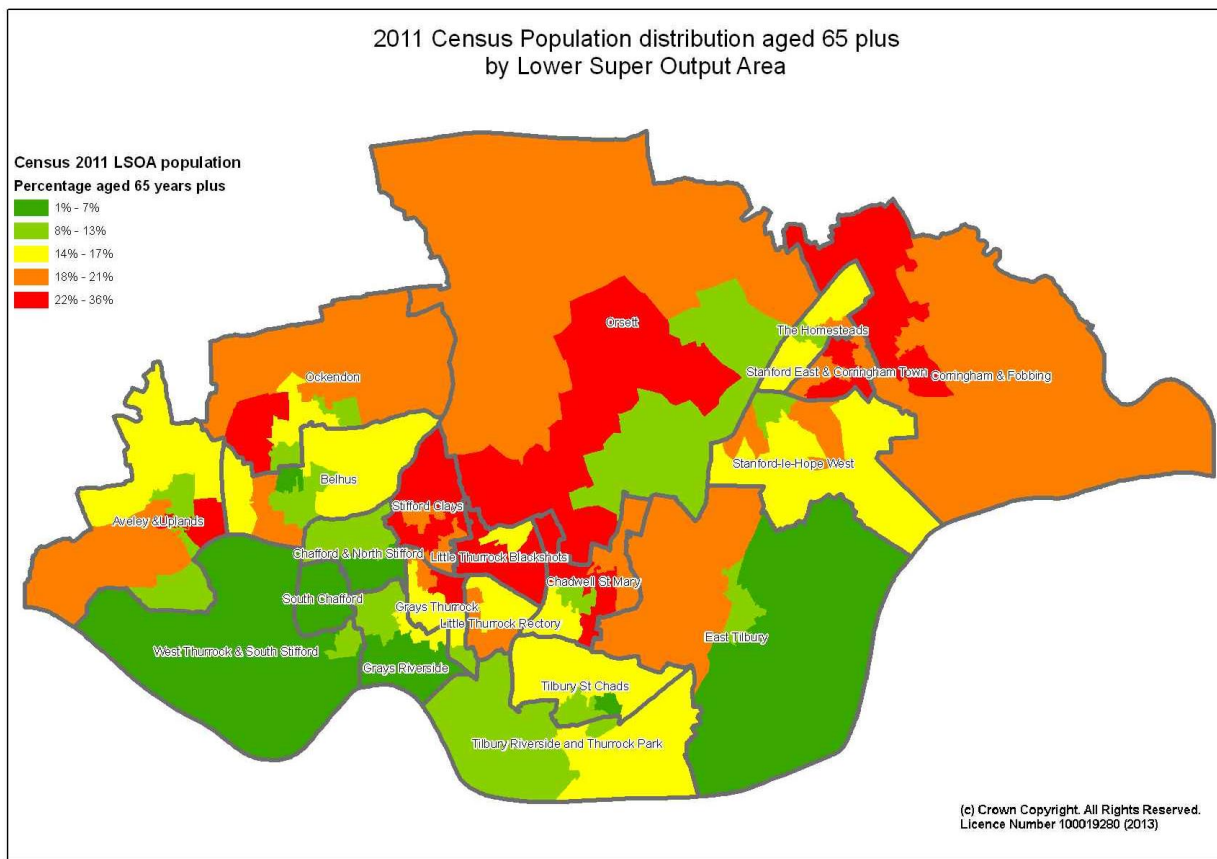 2011 Census Population distribution aged 65 plus
by Lower Super Output Area
Census 2011 LSOA population
Percentage aged 65 years plus
1% - 7%
8% - 13%
14% - 17%
18% - 21%
22% - 36%
Orsett
The Homesteads
Stanford East & Corringham Town
Corringham & Fobbing
Ockendon
Stanford-le-Hope West
Belhus
Stifford Clays
Aveley &Uplands
Chafford & North Stifford
Little Thurrock Blackshots
Chadwell St Mary
South Chafford
Grays Thurrock
Little Thurrock Rectory
East Tilbury
West Thurrock & South Stifford
Grays Riverside
Tilbury St Chads
Tilbury Riverside and Thurrock Park
(c) Crown Copyright. All Rights Reserved.
Licence Number 100019280 (2013)